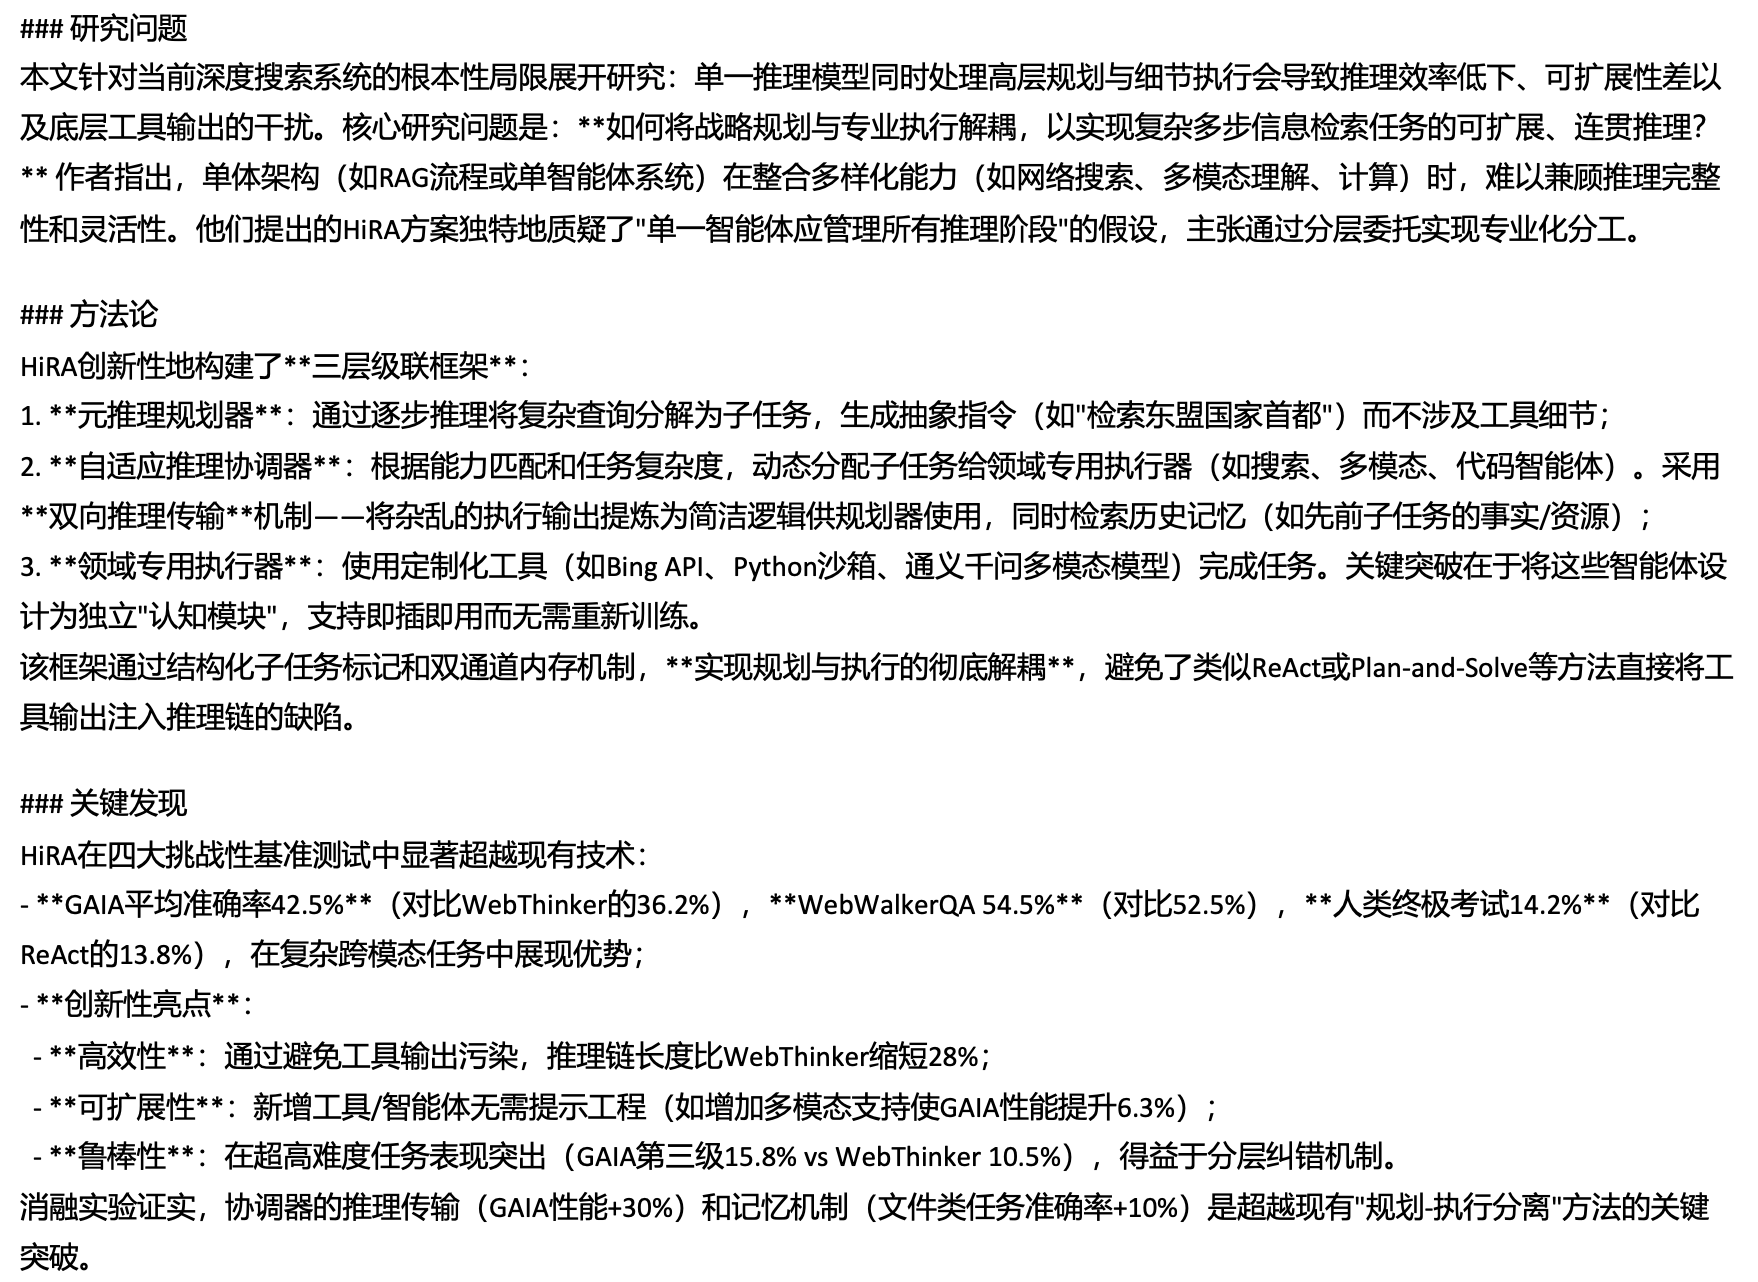 ### 研究问题
本文针对当前深度搜索系统的根本性局限展开研究：单一推理模型同时处理高层规划与细节执行会导致推理效率低下、可扩展性差以
及底层工具输出的干扰。核心研究问题是：**如何将战略规划与专业执行解耦，以实现复杂多步信息检索任务的可扩展、连贯推理？
** 作者指出，单体架构（如RAG流程或单智能体系统）在整合多样化能力（如网络搜索、多模态理解、计算）时，难以兼顾推理完整
性和灵活性。他们提出的HiRA方案独特地质疑了"单一智能体应管理所有推理阶段"的假设，主张通过分层委托实现专业化分工。
### 方法论
HiRA创新性地构建了**三层级联框架**：
1. **元推理规划器**：通过逐步推理将复杂查询分解为子任务，生成抽象指令（如"检索东盟国家首都"）而不涉及工具细节；
2. **自适应推理协调器**：根据能力匹配和任务复杂度，动态分配子任务给领域专用执行器（如搜索、多模态、代码智能体）。采用
**双向推理传输**机制——将杂乱的执行输出提炼为简洁逻辑供规划器使用，同时检索历史记忆（如先前子任务的事实/资源）；
3. **领域专用执行器**：使用定制化工具（如Bing API、Python沙箱、通义千问多模态模型）完成任务。关键突破在于将这些智能体设
计为独立"认知模块"，支持即插即用而无需重新训练。
该框架通过结构化子任务标记和双通道内存机制，**实现规划与执行的彻底解耦**，避免了类似ReAct或Plan-and-Solve等方法直接将工
具输出注入推理链的缺陷。
### 关键发现
HiRA在四大挑战性基准测试中显著超越现有技术：
- **GAIA平均准确率42.5%**（对比WebThinker的36.2%），**WebWalkerQA 54.5%**（对比52.5%），**人类终极考试14.2%**（对比
ReAct的13.8%），在复杂跨模态任务中展现优势；
- **创新性亮点**：
- **高效性**：通过避免工具输出污染，推理链长度比WebThinker缩短28%；
- **可扩展性**：新增工具/智能体无需提示工程（如增加多模态支持使GAIA性能提升6.3%）；
- **鲁棒性**：在超高难度任务表现突出（GAIA第三级15.8% vs WebThinker 10.5%），得益于分层纠错机制。
消融实验证实，协调器的推理传输（GAIA性能+30%）和记忆机制（文件类任务准确率+10%）是超越现有"规划-执行分离"方法的关键
突破。